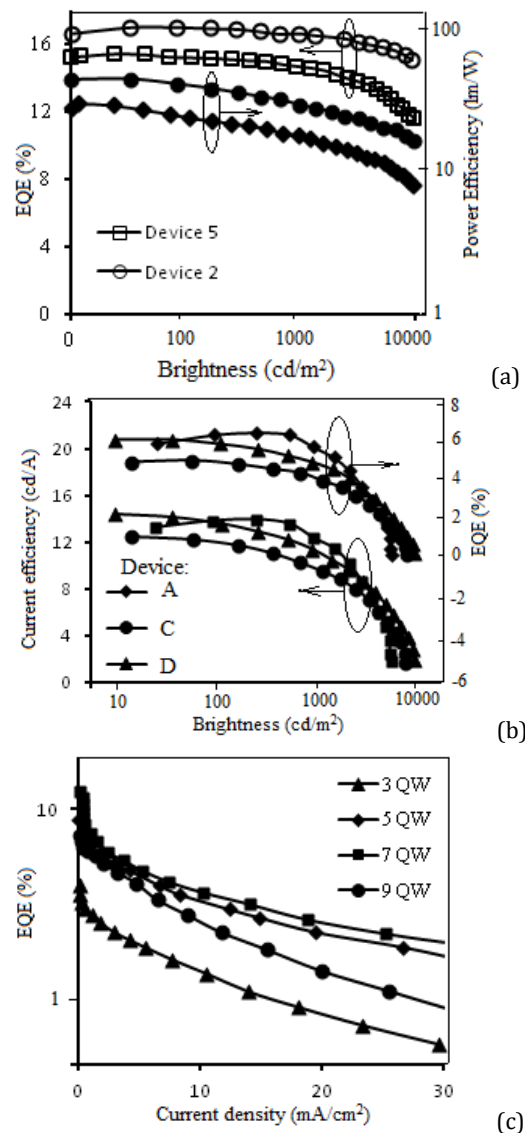 16
12
8
4
0
EQE (%)
100
10
1
Power Efficiency (lm/W)
Device 5
Device 2
0 100 1000 10000
Brightness (cd/m²)
(a)
24
20
16
12
8
4
0
Current efficiency (cd/A)
8
6
4
2
0
-2
-4
-6
EQE (%)
Device:
A
C
D
10 100 1000 10000
Brightness (cd/m²)
(b)
10
1
EQE (%)
3 QW
5 QW
7 QW
9 QW
0 10 20 30
Current density (mA/cm²)
(c)